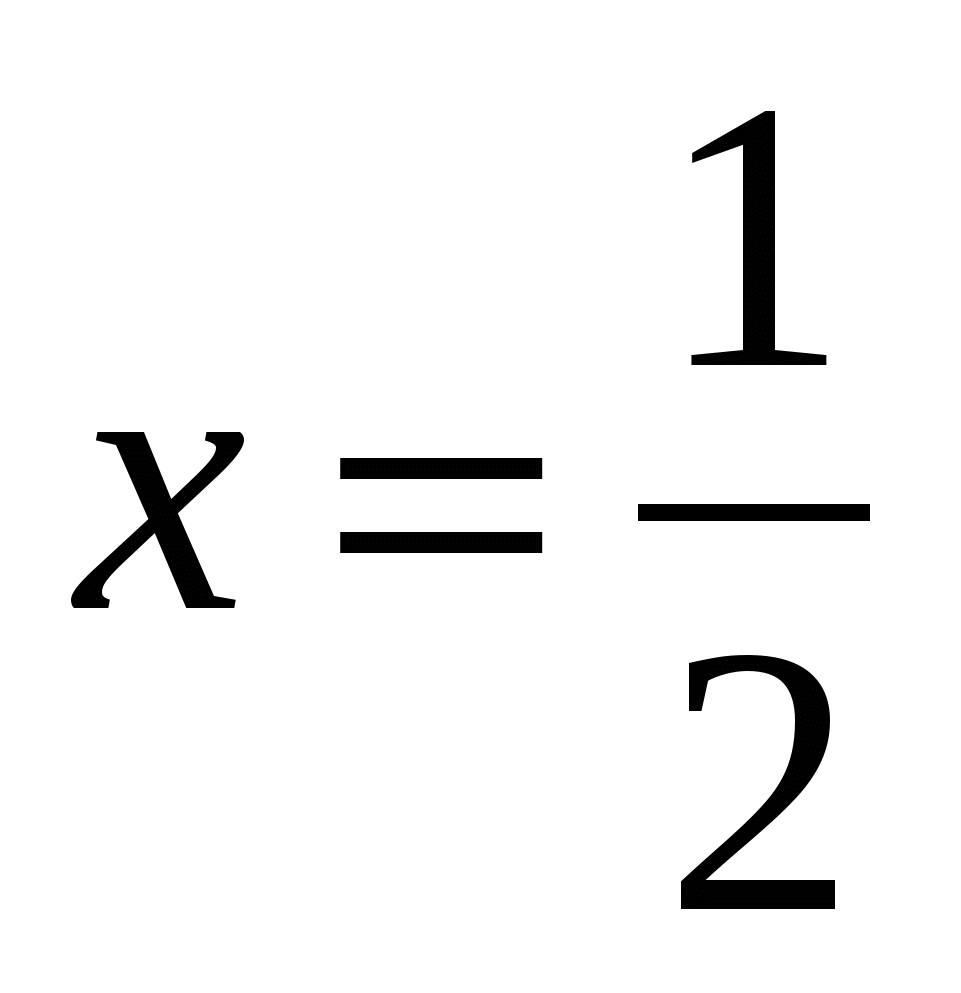 x = 1/2